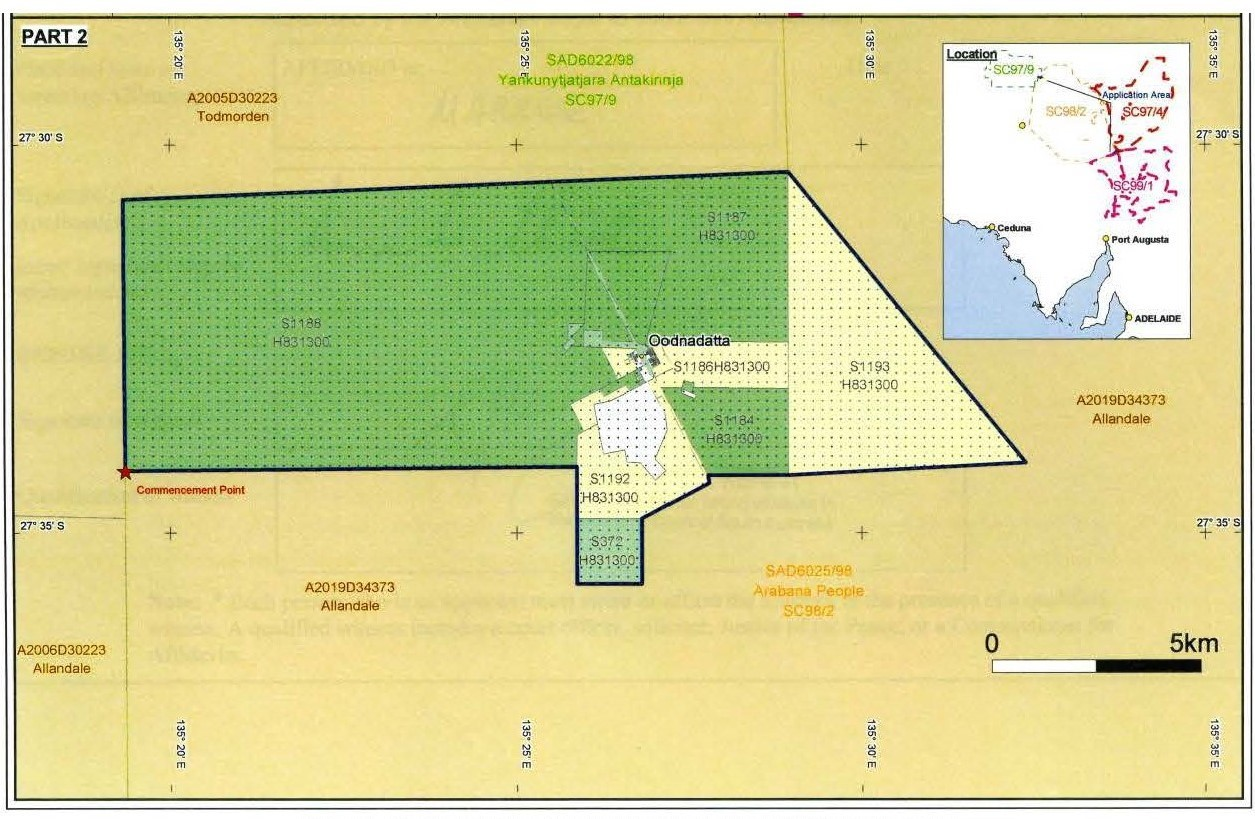 PART 2
135° 20' E
135° 25' E
135° 30' E
135° 35' E
SAD6022/98
Yankunytjatjara Antakirinja
SC97/9
A2005D30223
Todmorden
27° 30' S
27° 30' S
Location
SC97/9
Application Area
SC98/2
SC97/4
SC99/1
Ceduna
Port Augusta
ADELAIDE
S1187
H831300
S1188
H831300
Oodnadatta
S1186H831300
S1193
H831300
A2019D34373
Allandale
S1184
H831300
Commencement Point
S1192
H831300
27° 35' S
27° 35' S
S372
H831300
A2019D34373
Allandale
SAD6025/98
Arabana People
SC98/2
A2006D30223
Allandale
0 5km
135° 20' E
135° 25' E
135° 30' E
135° 35' E